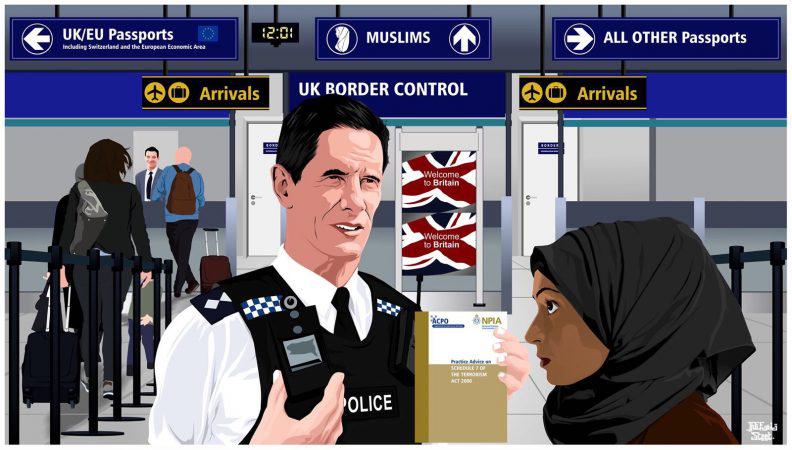 UK/EU Passports
Including Switzerland and the European Economic Area
12:01
MUSLIMS
ALL OTHER Passports
Arrivals
UK BORDER CONTROL
Arrivals
BORDER
BORDER
Welcome
to Britain
Welcome
to Britain
ACPO
NPIA
Practice Advice on
SCHEDULE 7 OF
THE TERRORISM
ACT 2000
POLICE